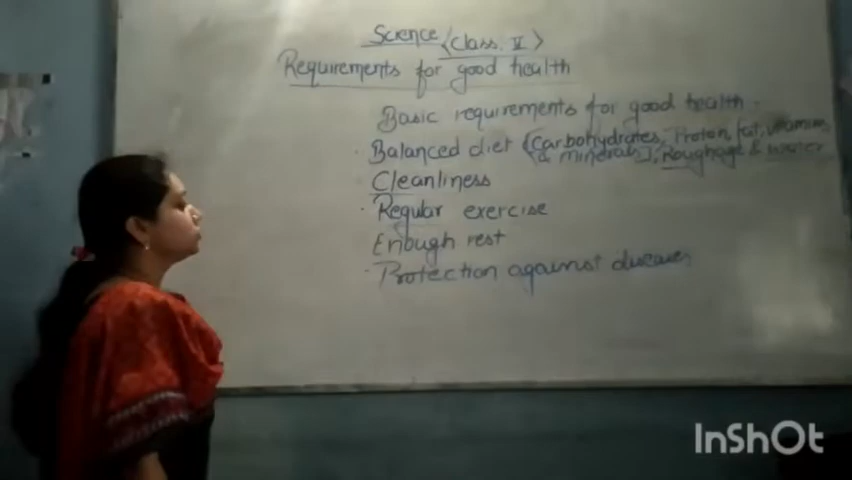 Science (Class. V)
Requirements for good health
Basic requirements for good health.
Balanced diet (Carbohydrates, Protein, fat, vitamins
& minerals), Roughage & water
Cleanliness
Regular exercise
Enough rest
Protection against diseases
InShOt